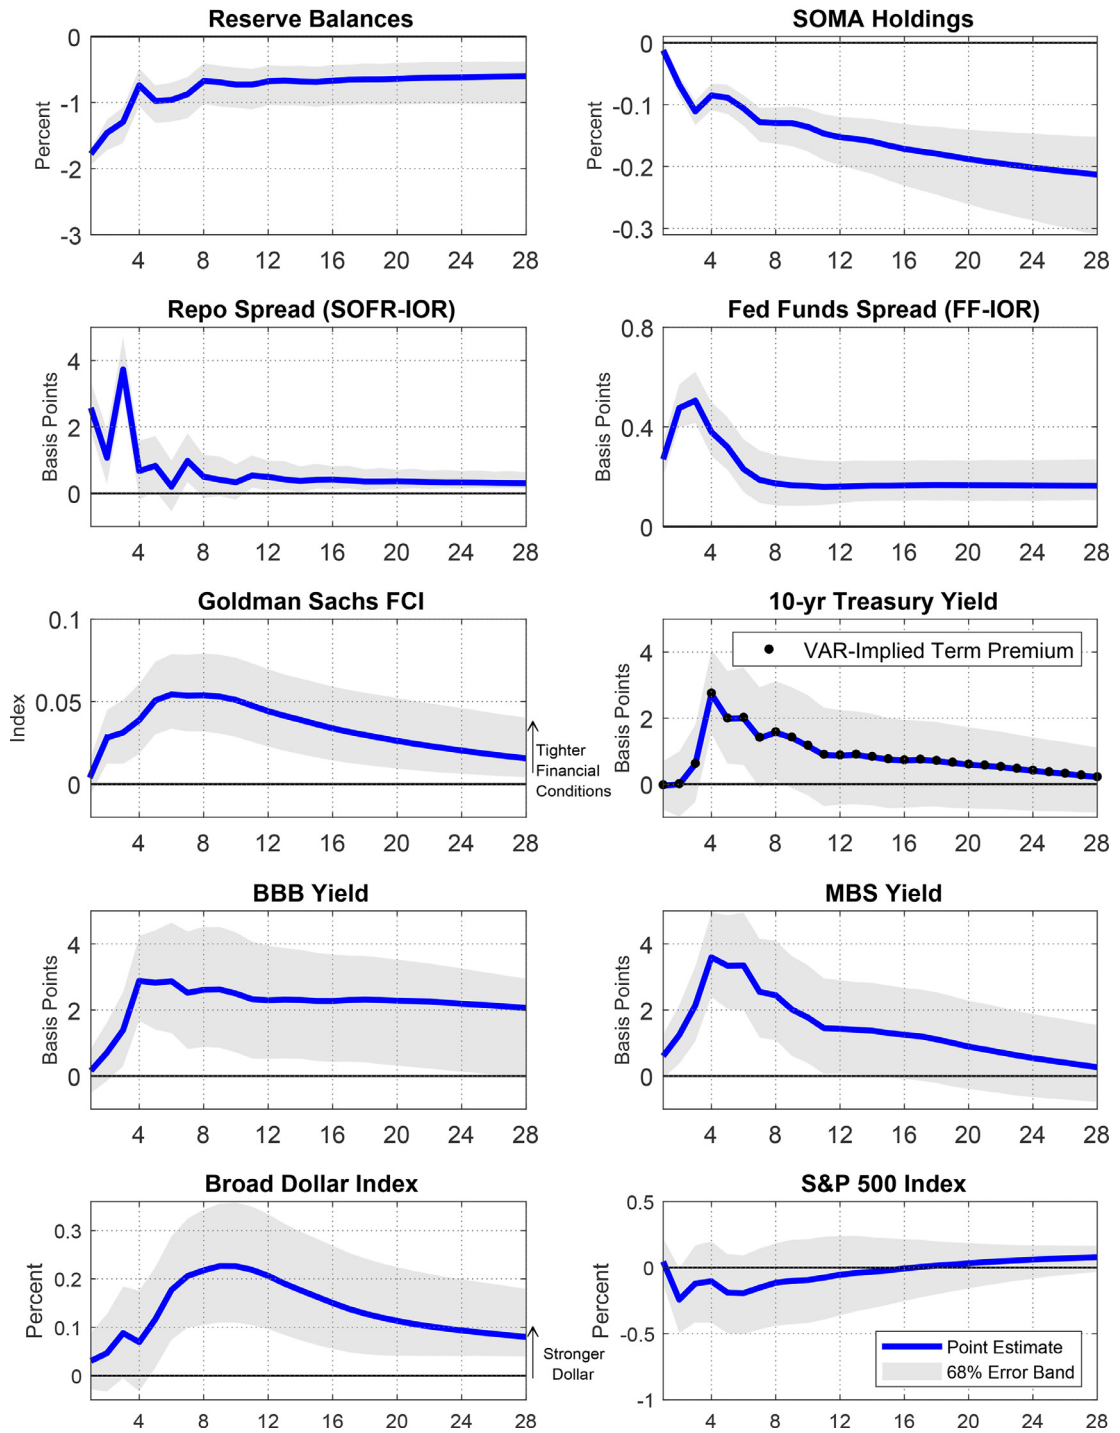 Reserve Balances
0
-1
-2
-3
Percent
4 8 12 16 20 24 28
SOMA Holdings
0
-0.1
-0.2
-0.3
Percent
4 8 12 16 20 24 28
Repo Spread (SOFR-IOR)
4
2
0
Basis Points
4 8 12 16 20 24 28
Fed Funds Spread (FF-IOR)
0.8
0.4
0
Basis Points
4 8 12 16 20 24 28
Goldman Sachs FCI
0.1
0.05
0
Index
Tighter
Financial
Conditions
4 8 12 16 20 24 28
10-yr Treasury Yield
VAR-Implied Term Premium
4
2
0
Basis Points
4 8 12 16 20 24 28
BBB Yield
4
2
0
Basis Points
4 8 12 16 20 24 28
MBS Yield
4
2
0
Basis Points
4 8 12 16 20 24 28
Broad Dollar Index
0.3
0.2
0.1
0
Percent
Stronger
Dollar
4 8 12 16 20 24 28
S&P 500 Index
0.5
0
-0.5
-1
Percent
Point Estimate
68% Error Band
4 8 12 16 20 24 28